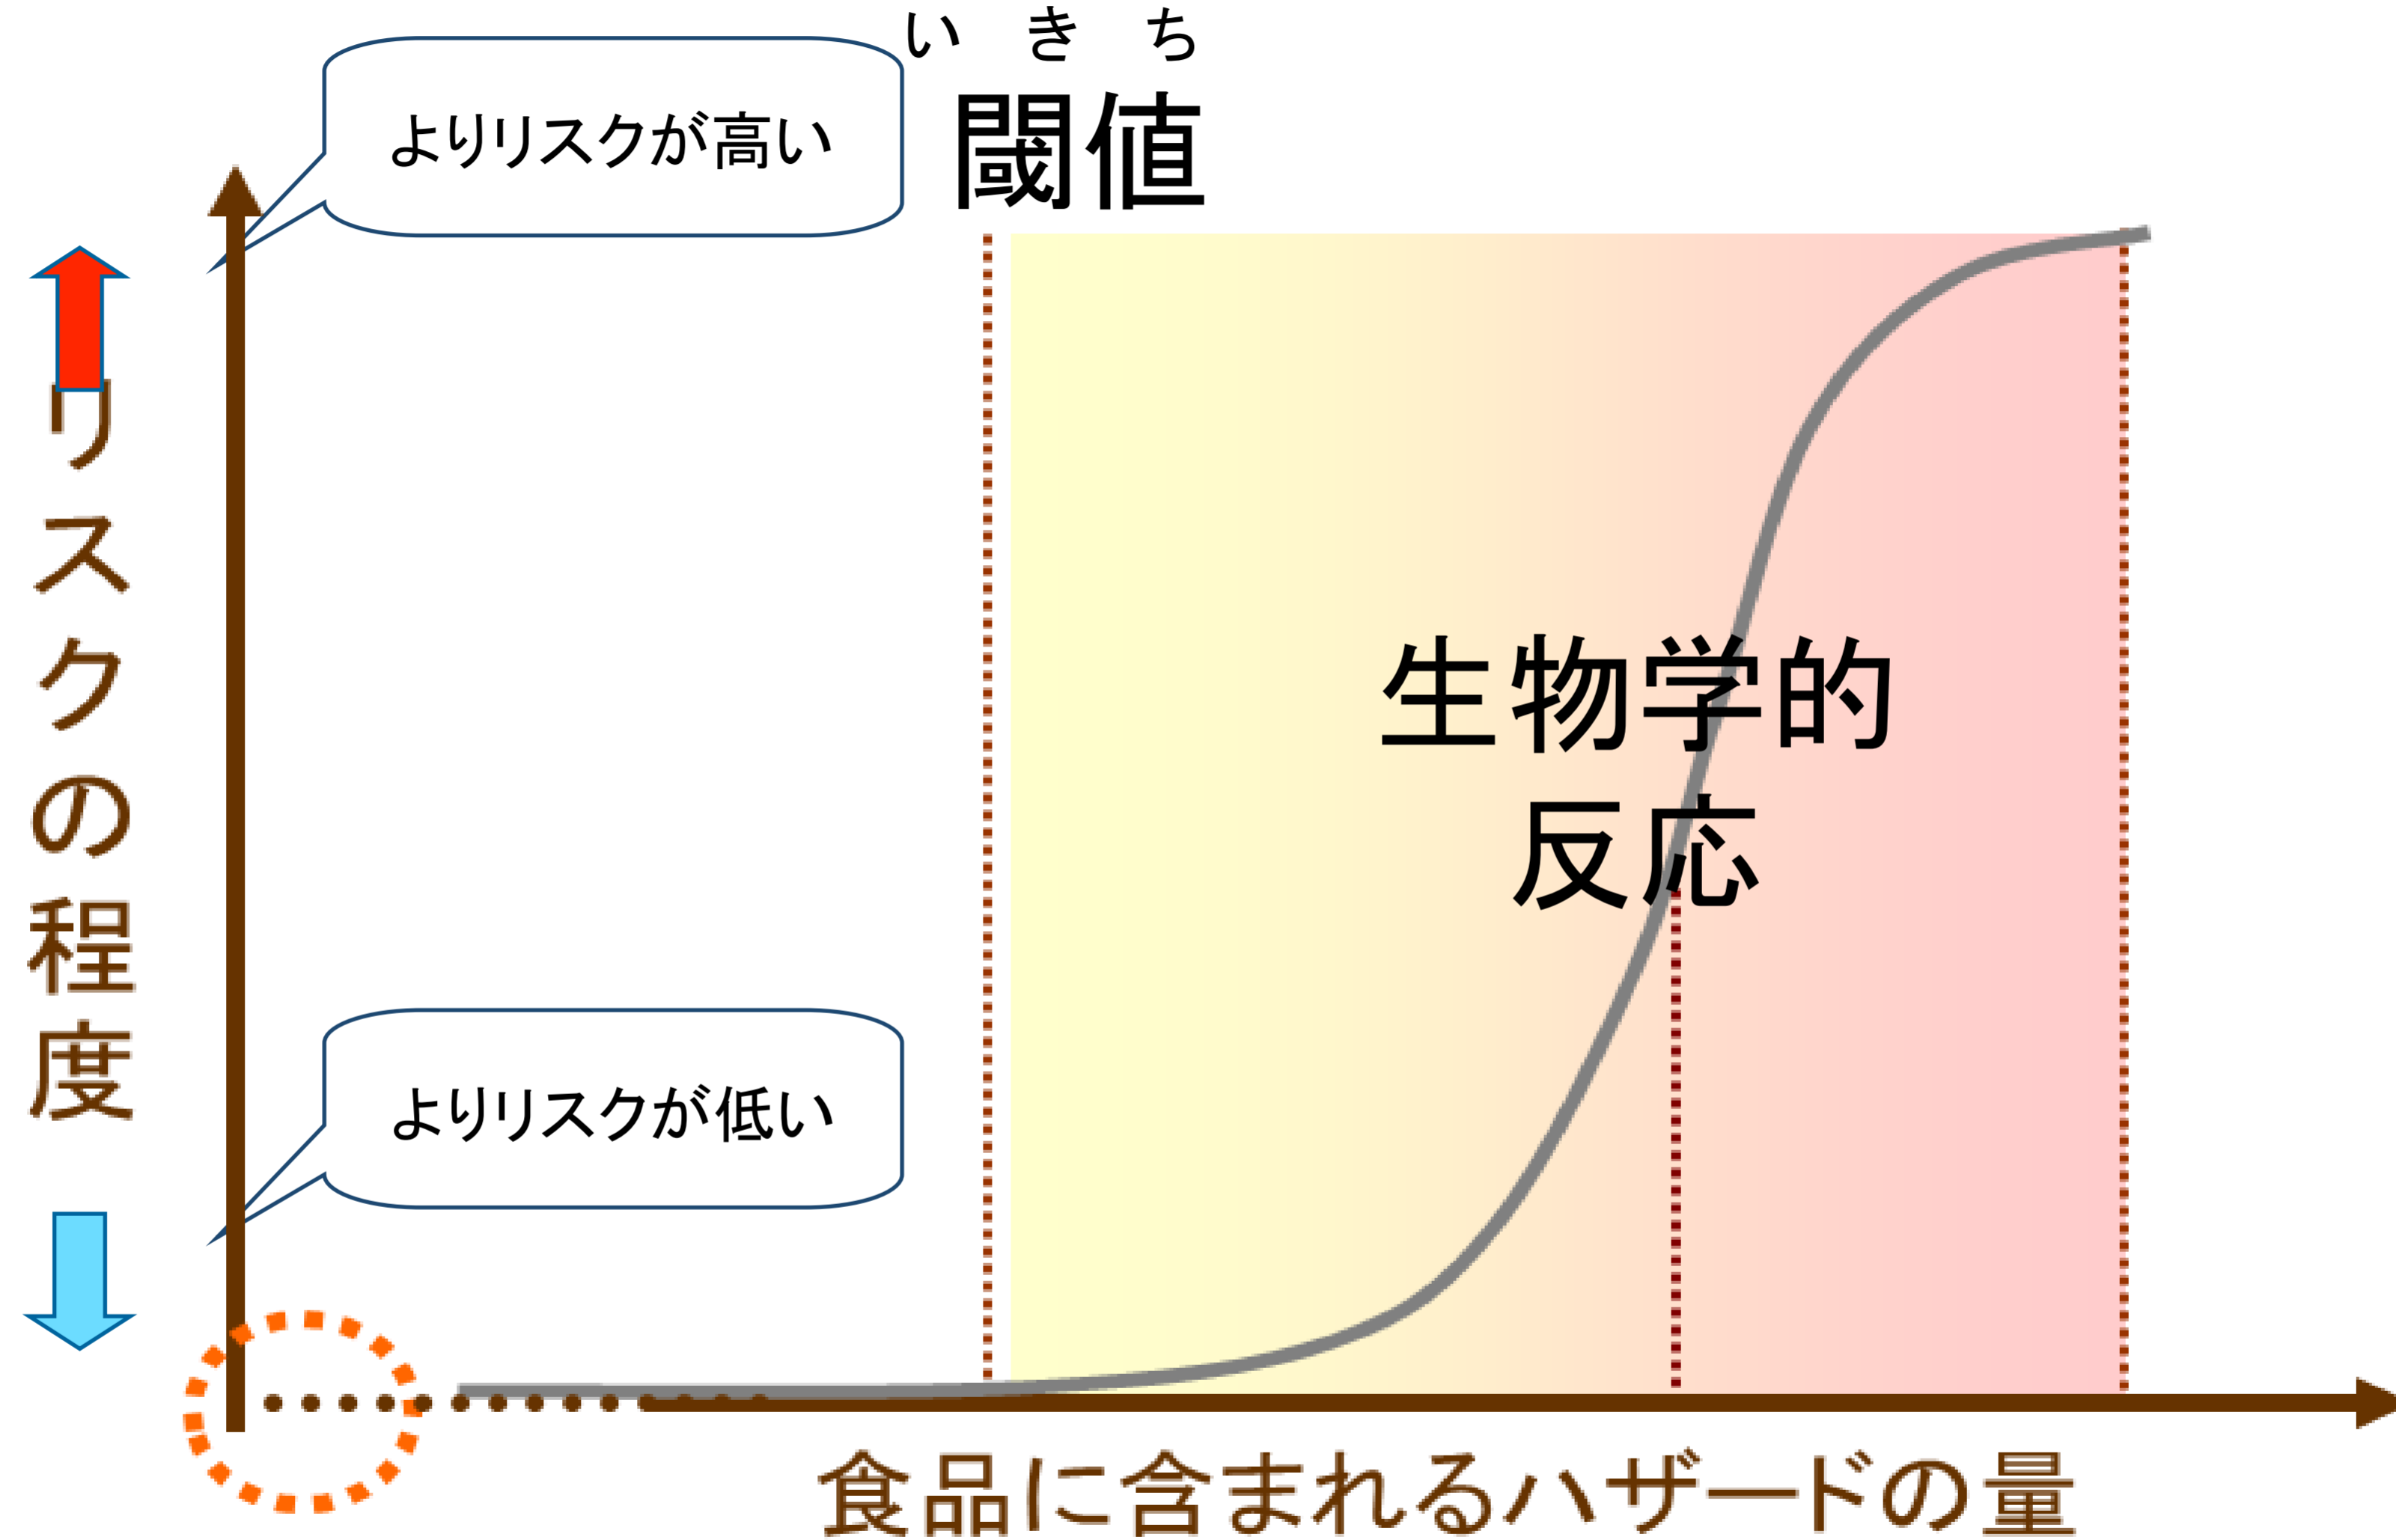 いきち
閾値
よりリスクが高い
リスクの程度
生物学的
反応
よりリスクが低い
食品に含まれるハザードの量